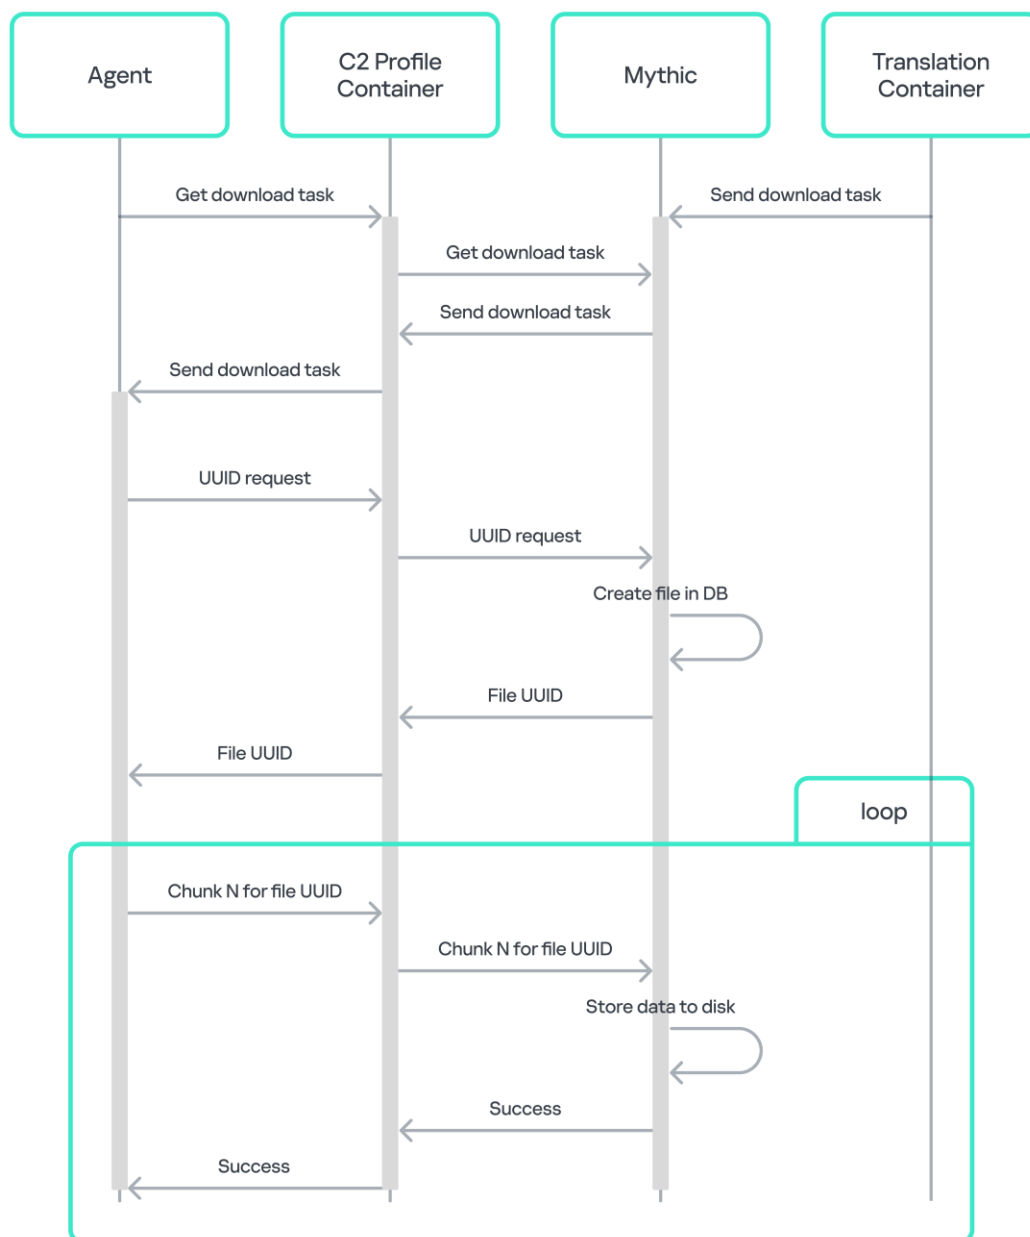 Agent
C2 Profile
Container
Mythic
Translation
Container
Get download task
Send download task
Get download task
Send download task
Send download task
UUID request
UUID request
Create file in DB
File UUID
File UUID
loop
Chunk N for file UUID
Chunk N for file UUID
Store data to disk
Success
Success